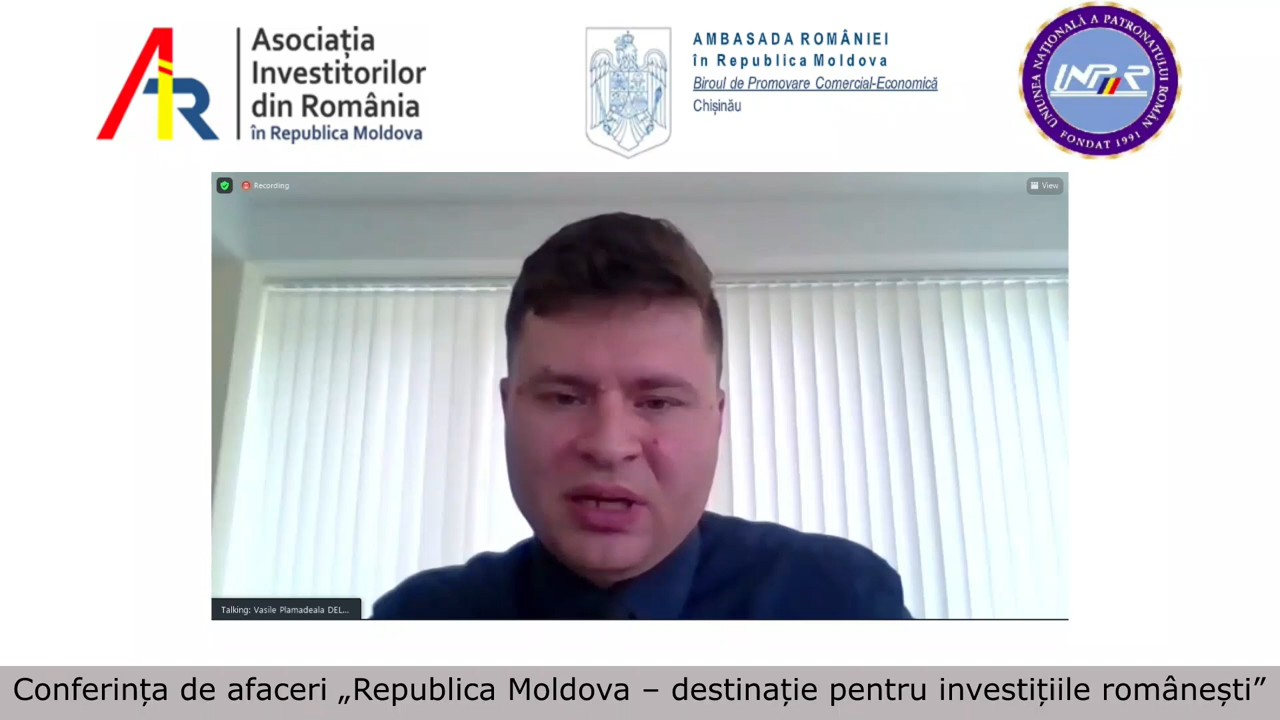 Asociația
Investitorilor
din România
în Republica Moldova
AMBASADA ROMÂNIEI
în Republica Moldova
Biroul de Promovare Comercial-Economică
Chișinău
UNIUNEA NAȚIONALĂ A PATRONATULUI ROMÂN
UNPR
FONDAT 1991
Recording
View
Talking: Vasile Plamadeala DEL...
Conferința de afaceri „Republica Moldova – destinație pentru investițiile românești”